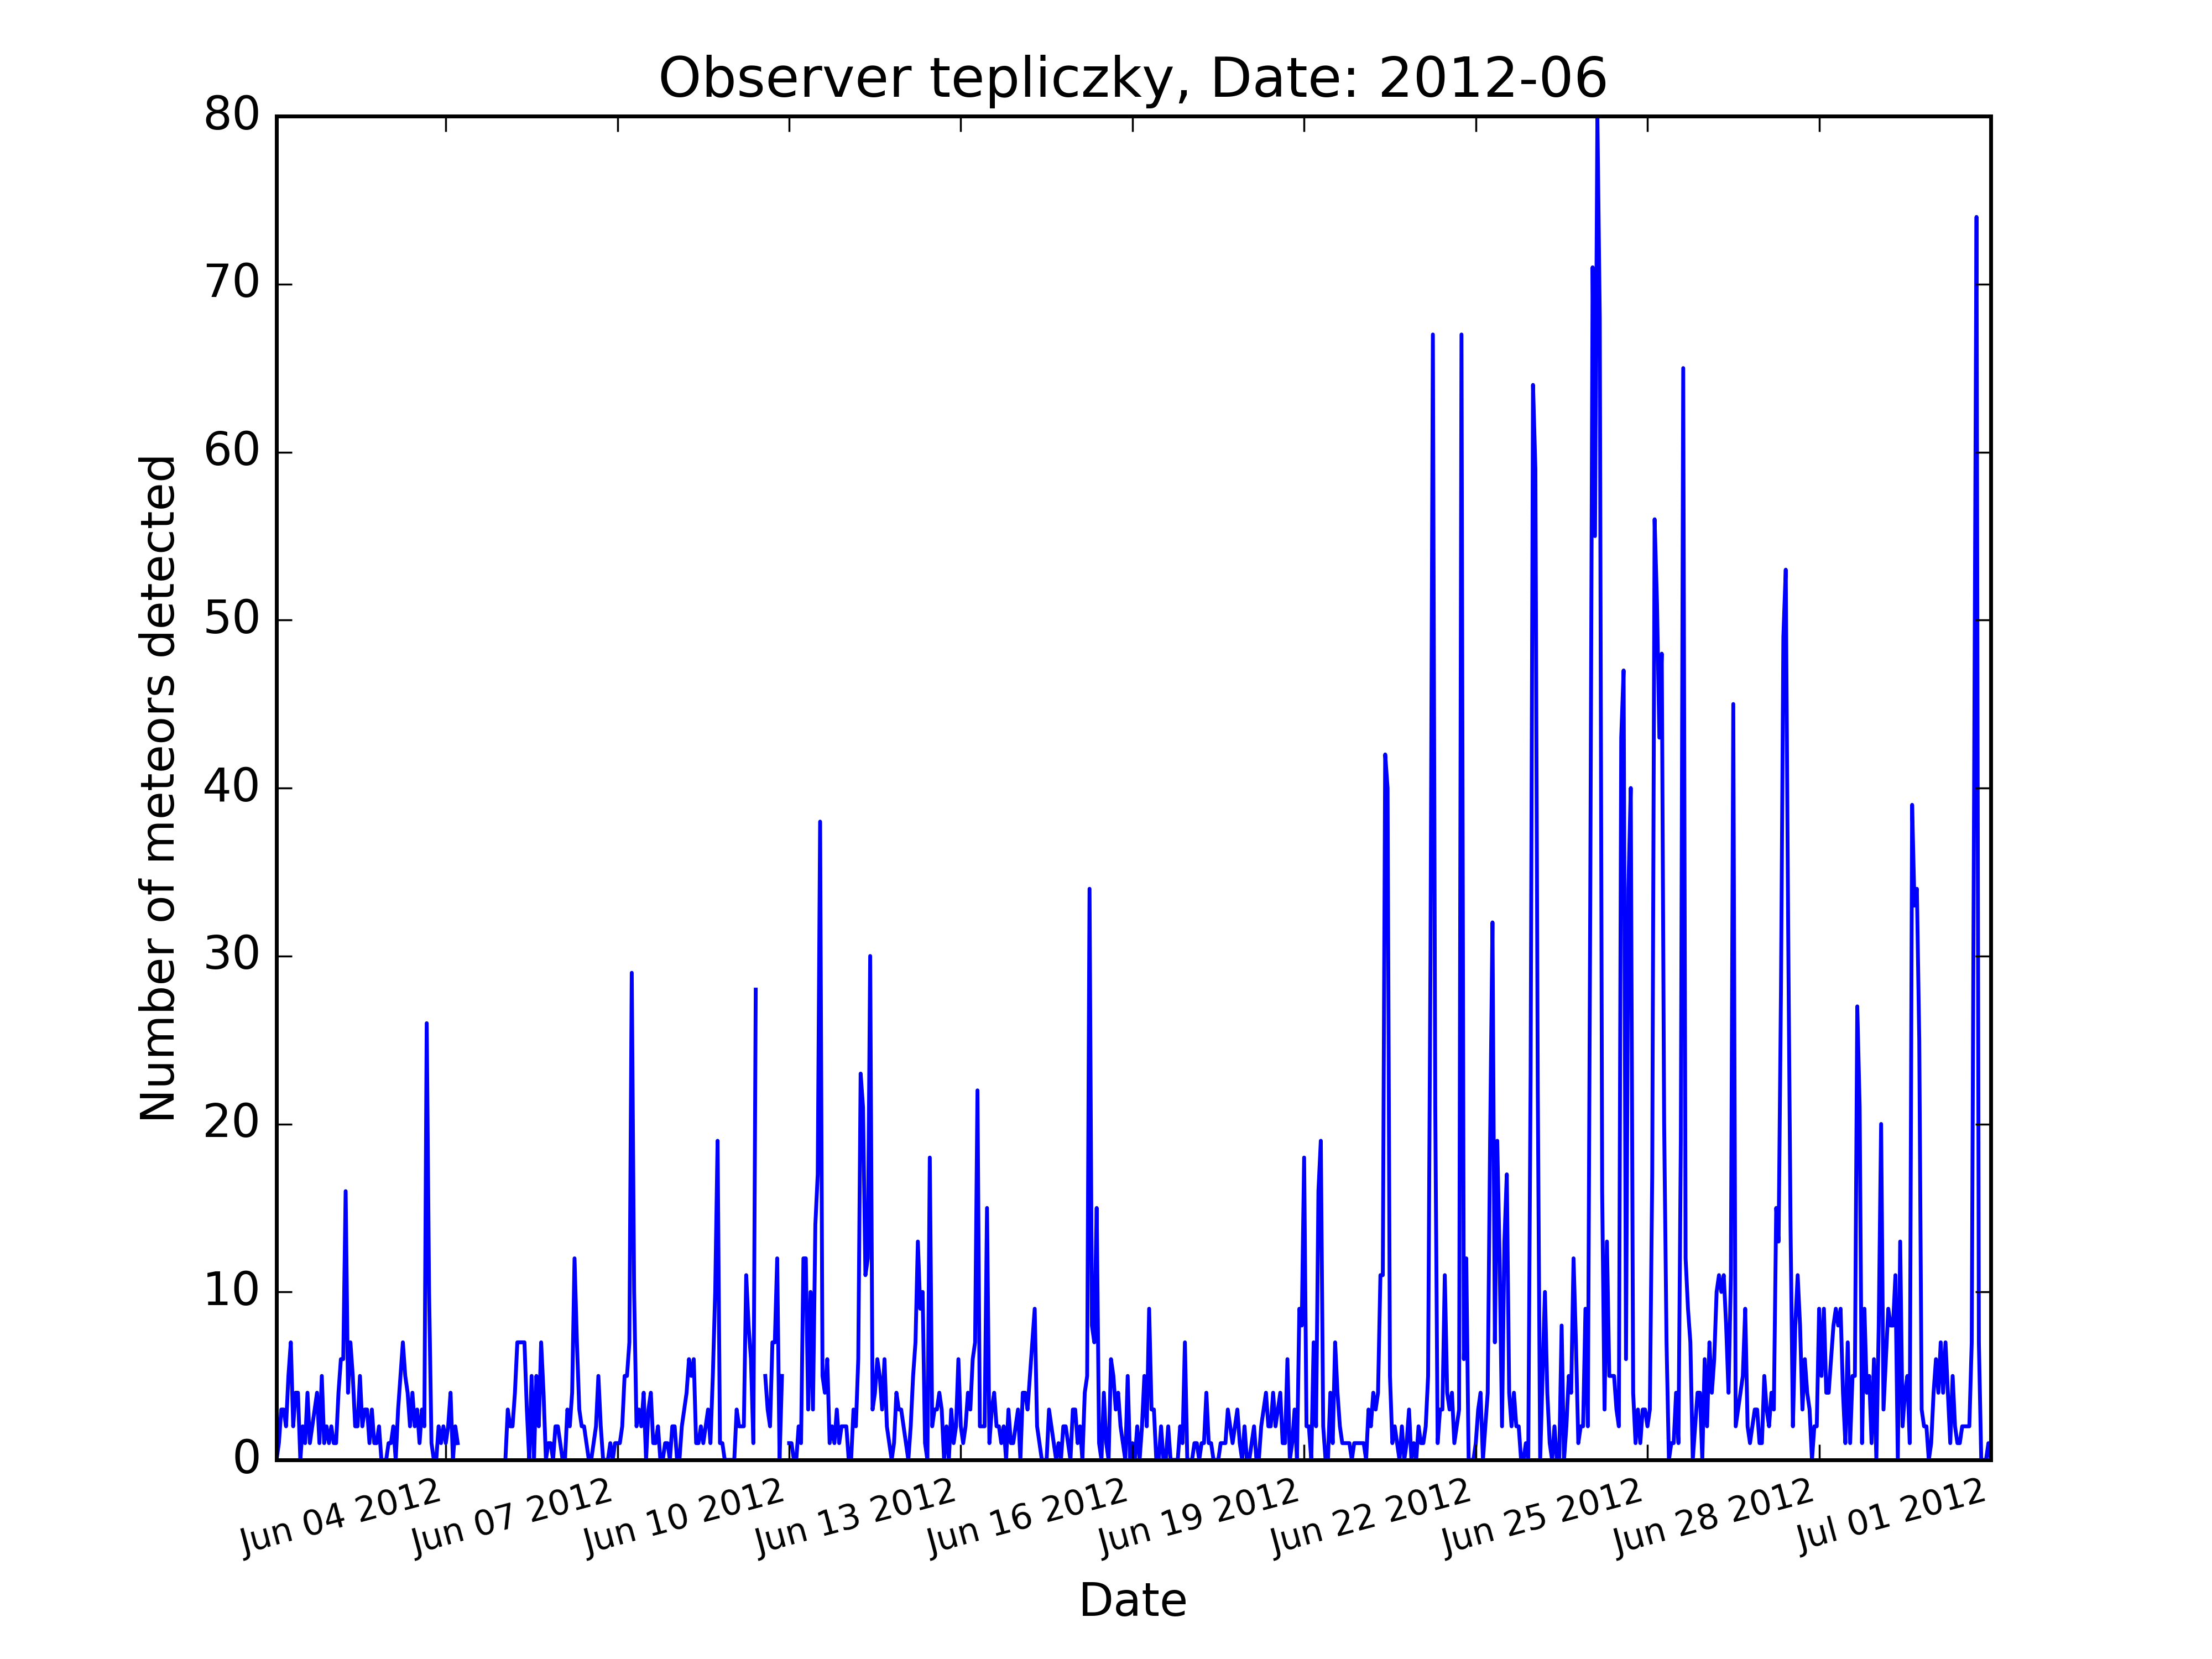 Observer tepliczky, Date: 2012-06
80
70
60
50
40
30
20
10
0
Number of meteors detected
Jun 04 2012
Jun 07 2012
Jun 10 2012
Jun 13 2012
Jun 16 2012
Jun 19 2012
Jun 22 2012
Jun 25 2012
Jun 28 2012
Jul 01 2012
Date